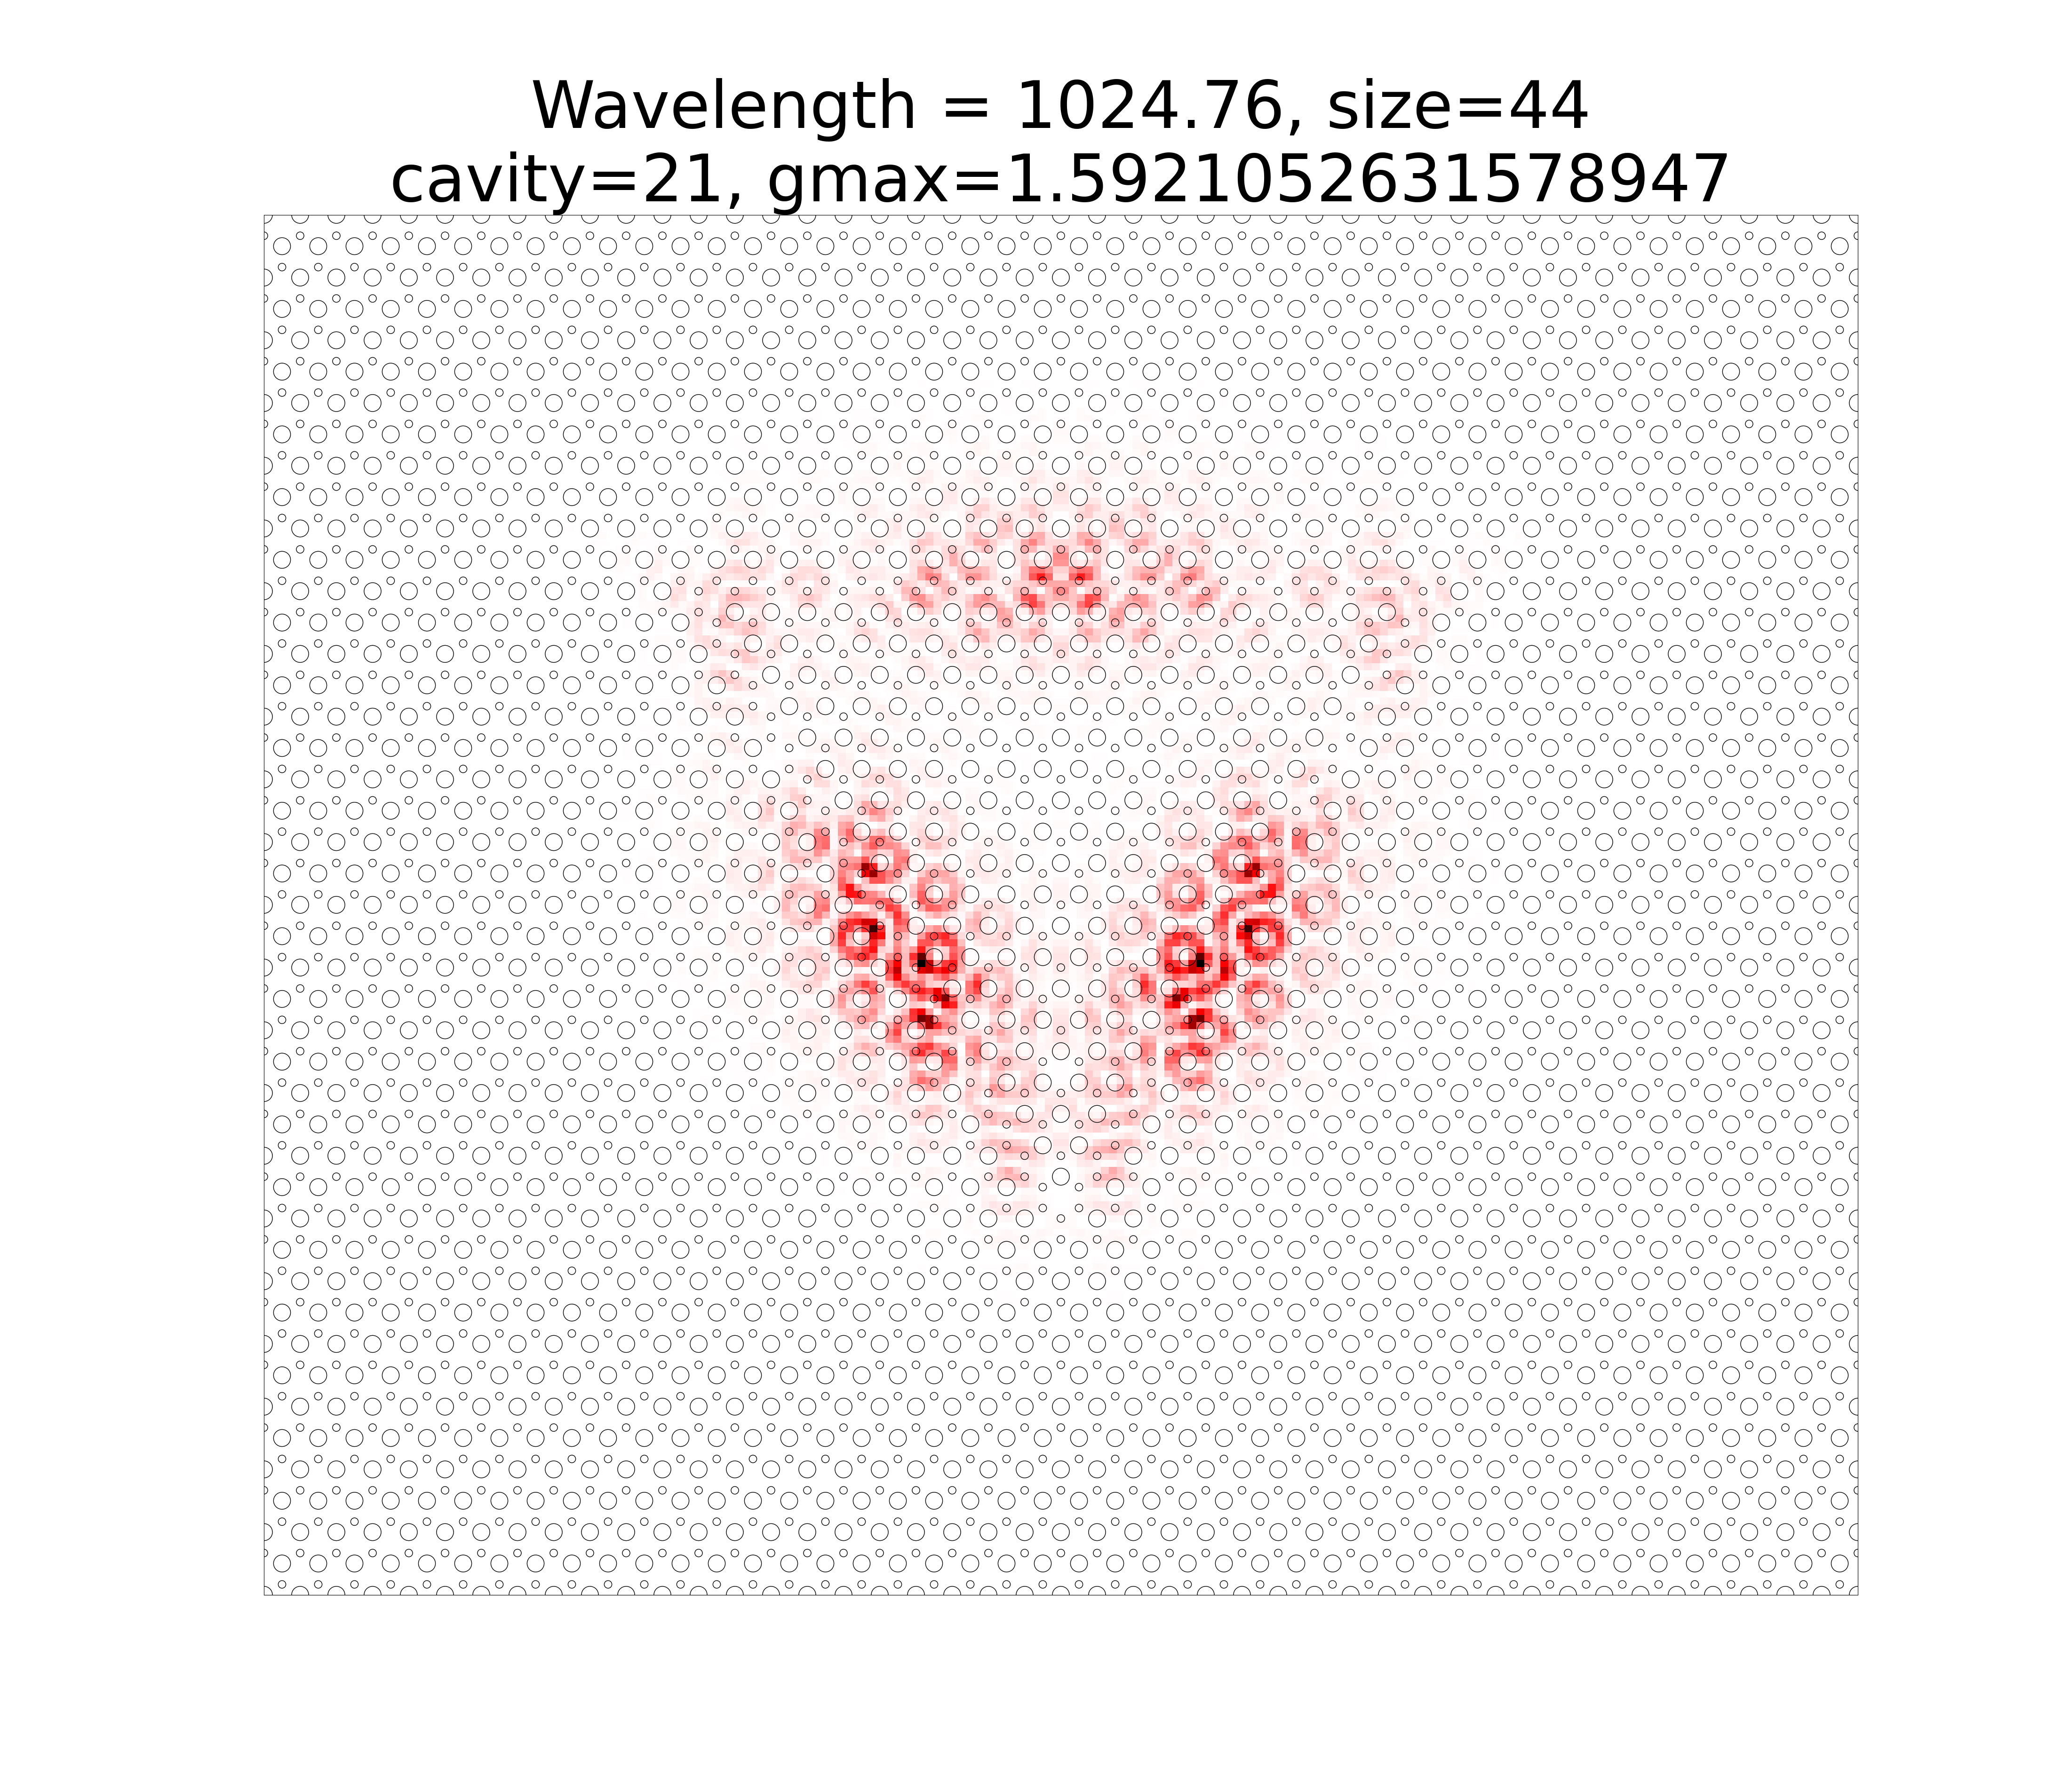 Wavelength = 1024.76, size=44
cavity=21, gmax=1.5921052631578947